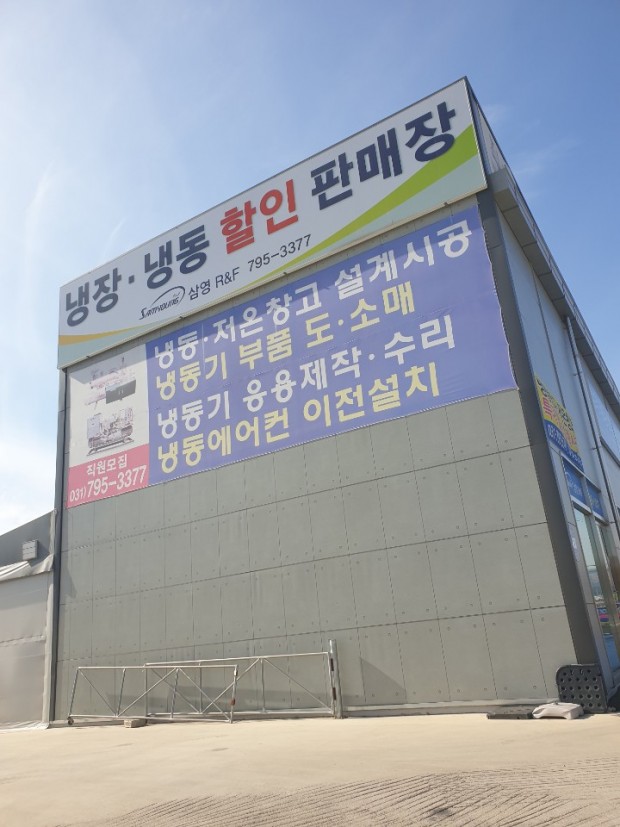 냉장·냉동 할인 판매장
SAMYOUNG 삼영 R&F 795-3377
냉동·저온창고 설계시공
냉동기 부품 도·소매
냉동기 응용제작·수리
냉동에어컨 이전설치
직원모집
031)795-3377